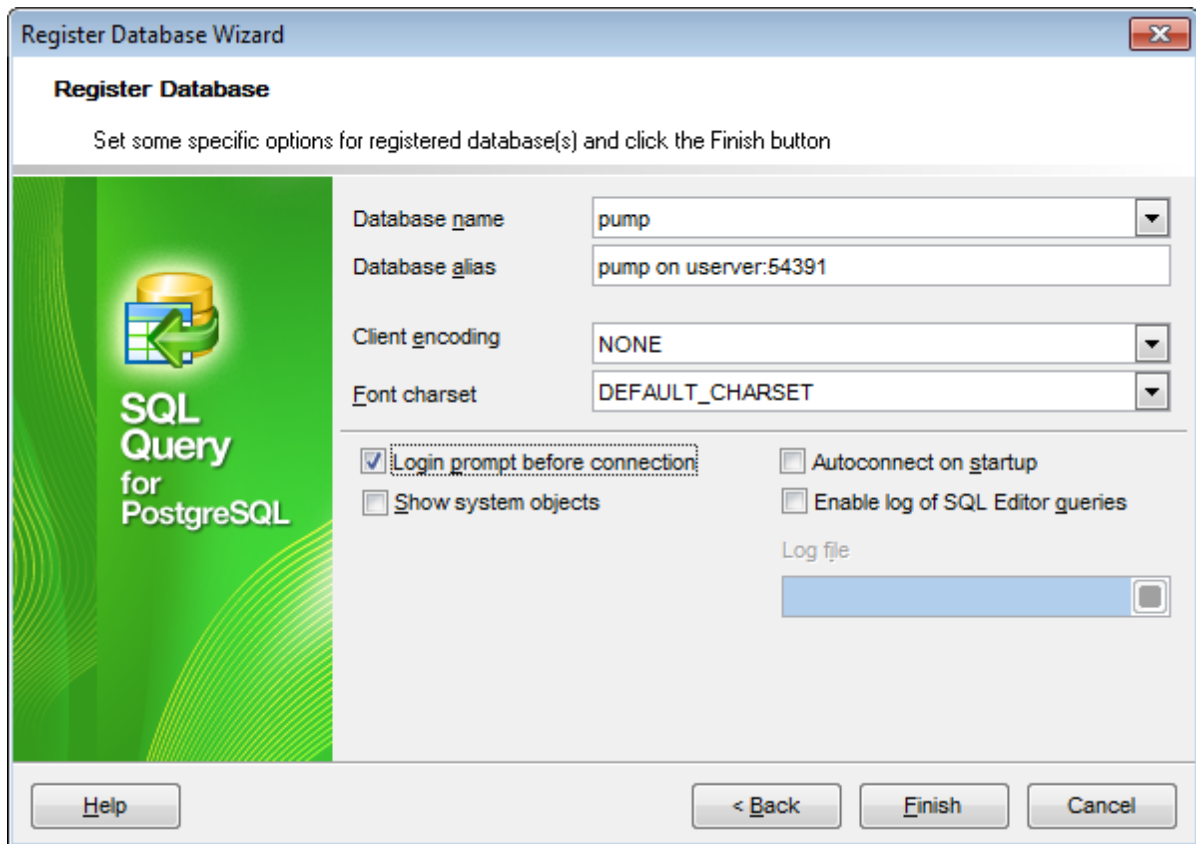 Register Database Wizard
Register Database
Set some specific options for registered database(s) and click the Finish button
Database name
pump
Database alias
pump on userver:54391
Client encoding
NONE
Font charset
DEFAULT_CHARSET
Login prompt before connection
Autoconnect on startup
Show system objects
Enable log of SQL Editor queries
Log file
SQL
Query
for
PostgreSQL
Help
< Back
Finish
Cancel